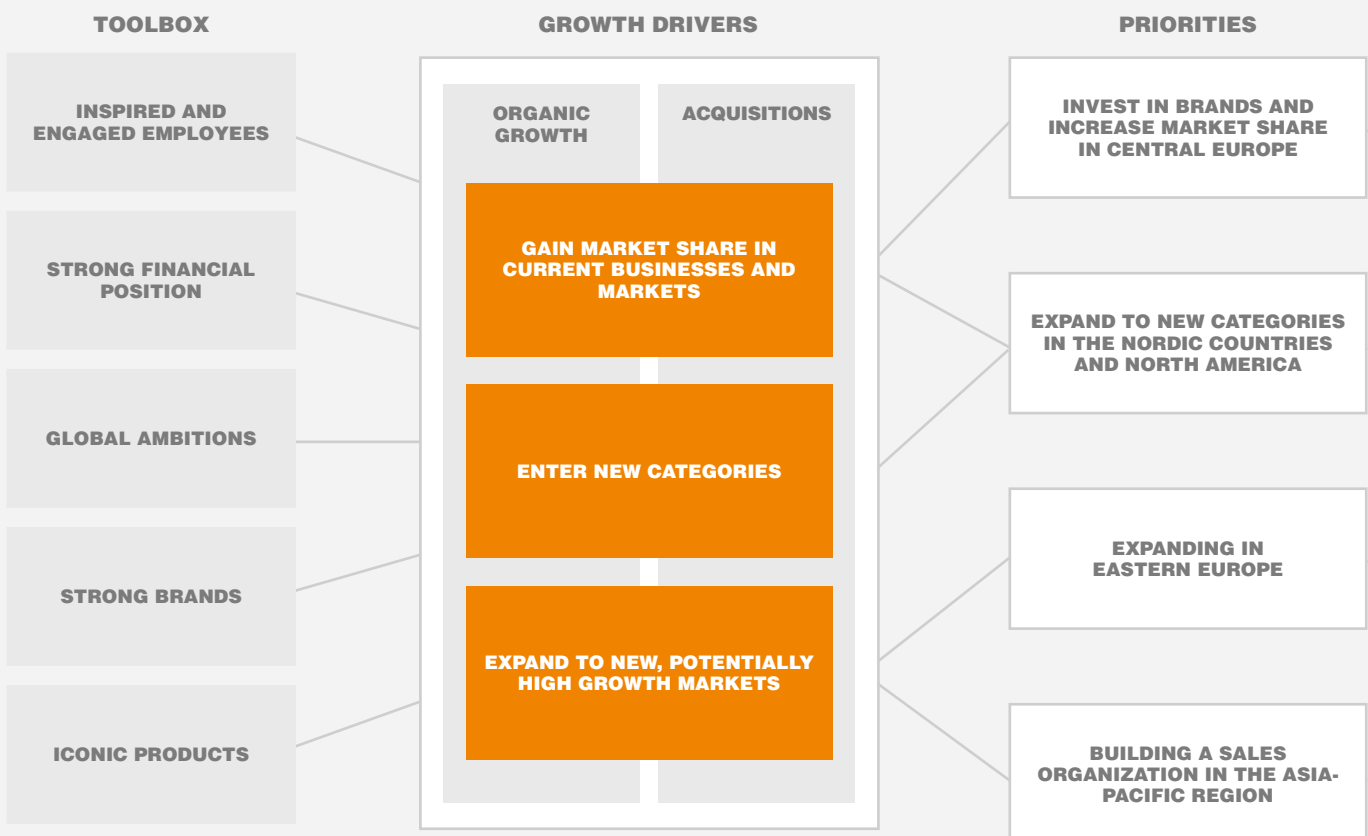 TOOLBOX
INSPIRED AND
ENGAGED EMPLOYEES
STRONG FINANCIAL
POSITION
GLOBAL AMBITIONS
STRONG BRANDS
ICONIC PRODUCTS
GROWTH DRIVERS
ORGANIC
GROWTH
ACQUISITIONS
GAIN MARKET SHARE IN
CURRENT BUSINESSES AND
MARKETS
ENTER NEW CATEGORIES
EXPAND TO NEW, POTENTIALLY
HIGH GROWTH MARKETS
PRIORITIES
INVEST IN BRANDS AND
INCREASE MARKET SHARE
IN CENTRAL EUROPE
EXPAND TO NEW CATEGORIES
IN THE NORDIC COUNTRIES
AND NORTH AMERICA
EXPANDING IN
EASTERN EUROPE
BUILDING A SALES
ORGANIZATION IN THE ASIA-
PACIFIC REGION